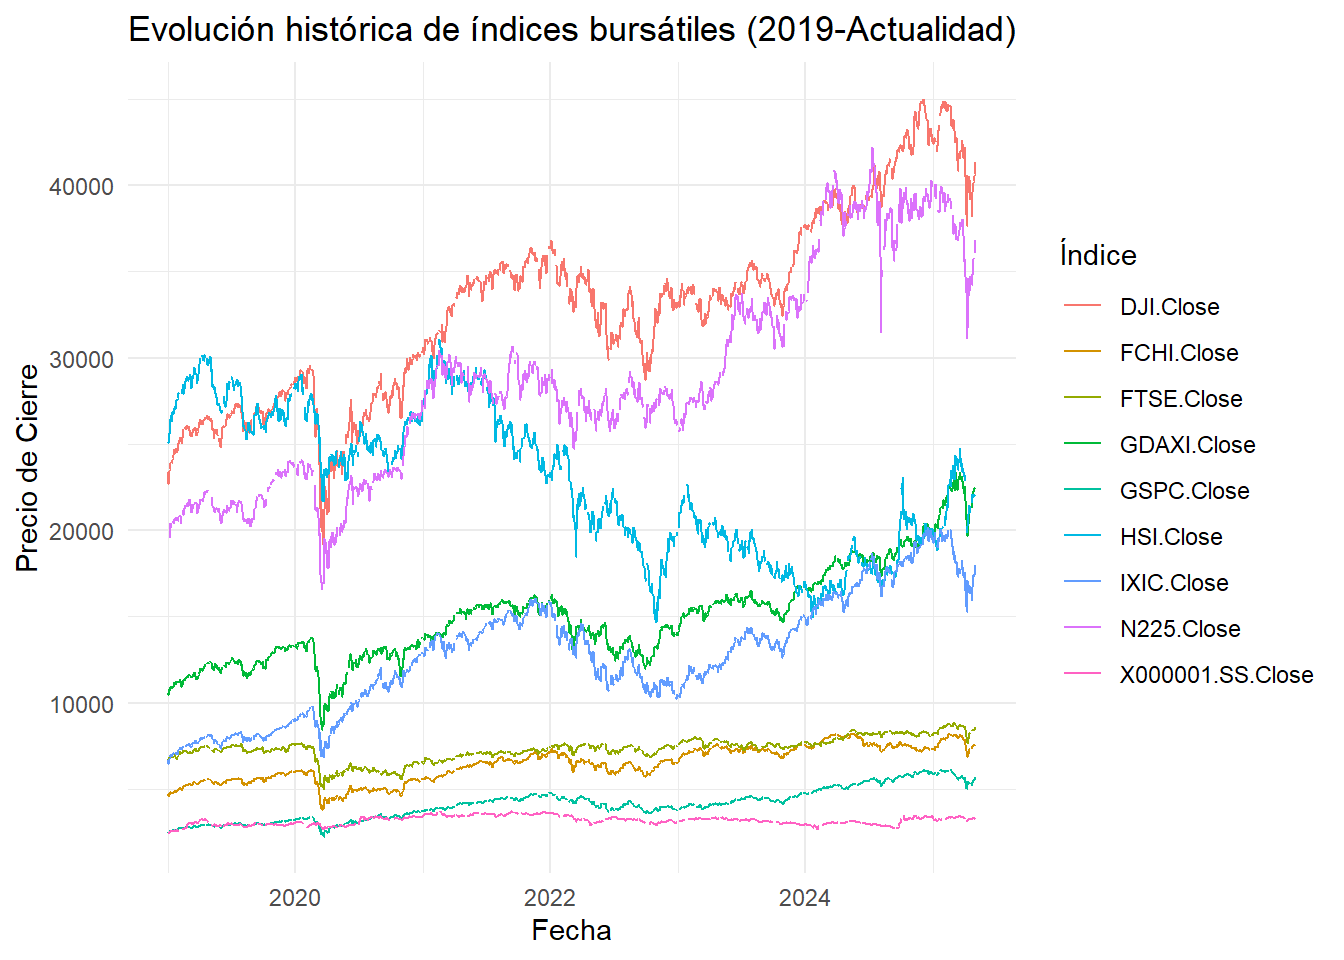 Evolución histórica de índices bursátiles (2019-Actualidad)
Precio de Cierre
40000
30000
20000
10000
2020
2022
2024
Fecha
Índice
DJI.Close
FCHI.Close
FTSE.Close
GDAXI.Close
GSPC.Close
HSI.Close
IXIC.Close
N225.Close
X000001.SS.Close